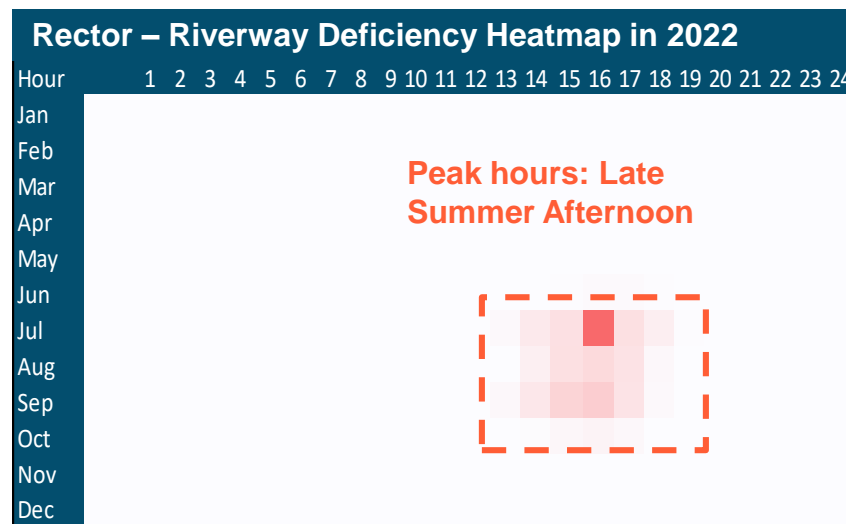 Rector – Riverway Deficiency Heatmap in 2022
Hour 1 2 3 4 5 6 7 8 9 10 11 12 13 14 15 16 17 18 19 20 21 22 23 24
Jan
Feb
Mar
Apr
May
Jun
Jul
Aug
Sep
Oct
Nov
Dec
Peak hours: Late
Summer Afternoon